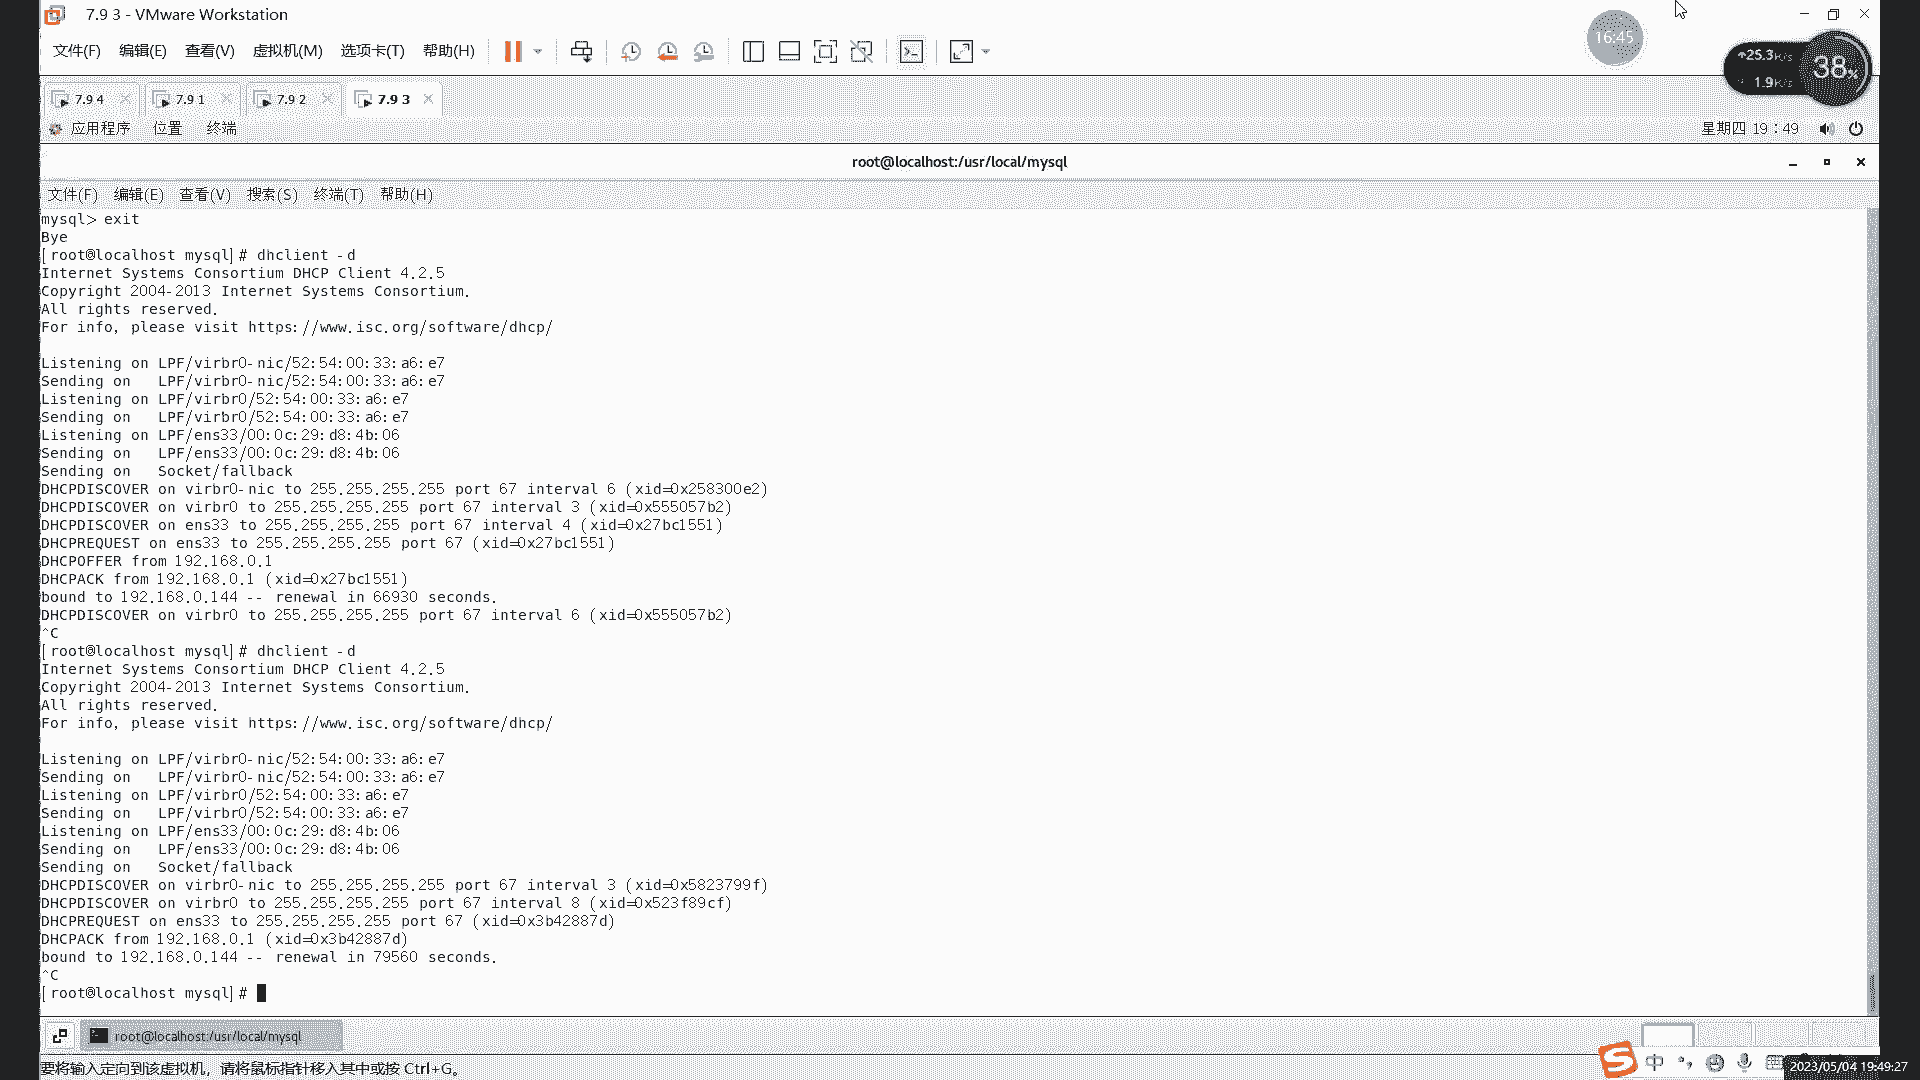 7.9 3 - VMware Workstation
文件(F) 编辑(E) 查看(V) 虚拟机(M) 选项卡(T) 帮助(H)
16:45
25.3K/s
1.9K/s
38%
7.9 4 7.9 1 7.9 2 7.9 3
应用程序 位置 终端 星期四 19:49
root@localhost:/usr/local/mysql
文件(F) 编辑(E) 查看(V) 搜索(S) 终端(T) 帮助(H)
mysql> exit
Bye
[root@localhost mysql]# dhclient -d
Internet Systems Consortium DHCP Client 4.2.5
Copyright 2004-2013 Internet Systems Consortium.
All rights reserved.
For info, please visit https://www.isc.org/software/dhcp/
Listening on LPF/virbr0-nic/52:54:00:33:a6:e7
Sending on   LPF/virbr0-nic/52:54:00:33:a6:e7
Listening on LPF/virbr0/52:54:00:33:a6:e7
Sending on   LPF/virbr0/52:54:00:33:a6:e7
Listening on LPF/ens33/00:0c:29:d8:4b:06
Sending on   LPF/ens33/00:0c:29:d8:4b:06
Sending on   Socket/fallback
DHCPDISCOVER on virbr0-nic to 255.255.255.255 port 67 interval 6 (xid=0x258300e2)
DHCPDISCOVER on virbr0 to 255.255.255.255 port 67 interval 3 (xid=0x555057b2)
DHCPDISCOVER on ens33 to 255.255.255.255 port 67 interval 4 (xid=0x27bc1551)
DHCPREQUEST on ens33 to 255.255.255.255 port 67 (xid=0x27bc1551)
DHCPOFFER from 192.168.0.1
DHCPACK from 192.168.0.1 (xid=0x27bc1551)
bound to 192.168.0.144 -- renewal in 66930 seconds.
DHCPDISCOVER on virbr0 to 255.255.255.255 port 67 interval 6 (xid=0x555057b2)
^C
[root@localhost mysql]# dhclient -d
Internet Systems Consortium DHCP Client 4.2.5
Copyright 2004-2013 Internet Systems Consortium.
All rights reserved.
For info, please visit https://www.isc.org/software/dhcp/
Listening on LPF/virbr0-nic/52:54:00:33:a6:e7
Sending on   LPF/virbr0-nic/52:54:00:33:a6:e7
Listening on LPF/virbr0/52:54:00:33:a6:e7
Sending on   LPF/virbr0/52:54:00:33:a6:e7
Listening on LPF/ens33/00:0c:29:d8:4b:06
Sending on   LPF/ens33/00:0c:29:d8:4b:06
Sending on   Socket/fallback
DHCPDISCOVER on virbr0-nic to 255.255.255.255 port 67 interval 3 (xid=0x5823799f)
DHCPDISCOVER on virbr0 to 255.255.255.255 port 67 interval 8 (xid=0x523f89cf)
DHCPREQUEST on ens33 to 255.255.255.255 port 67 (xid=0x3b42887d)
DHCPACK from 192.168.0.1 (xid=0x3b42887d)
bound to 192.168.0.144 -- renewal in 79560 seconds.
^C
[root@localhost mysql]#
root@localhost:/usr/local/mysql
要将输入定向到该虚拟机，请将鼠标指针移入其中或按 Ctrl+G。
中
2023/05/04 19:49:27